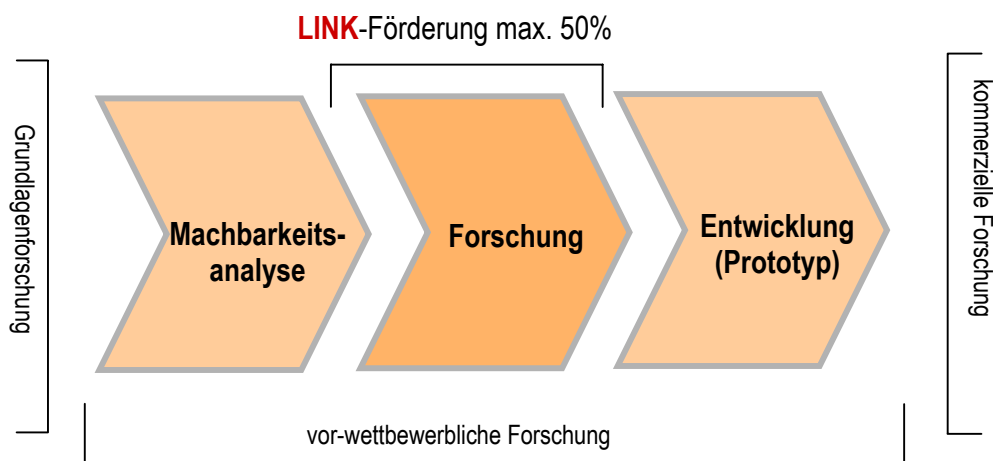 LINK-Förderung max. 50%
Grundlagenforschung
Machbarkeits-
analyse
Forschung
Entwicklung
(Prototyp)
kommerzielle Forschung
vor-wettbewerbliche Forschung